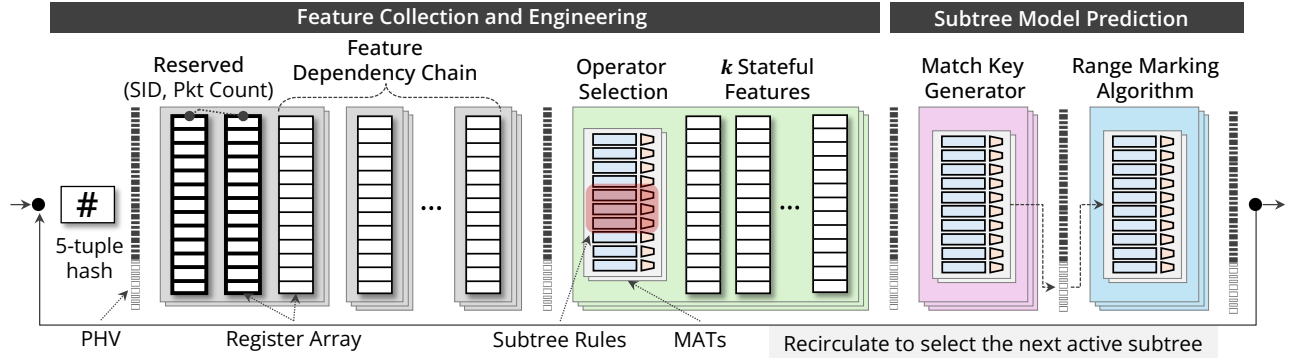 Feature Collection and Engineering
Subtree Model Prediction
Reserved
(SID, Pkt Count)
Feature
Dependency Chain
Operator
Selection
k Stateful
Features
Match Key
Generator
Range Marking
Algorithm
#
5-tuple
hash
...
...
PHV
Register Array
Subtree Rules
MATs
Recirculate to select the next active subtree